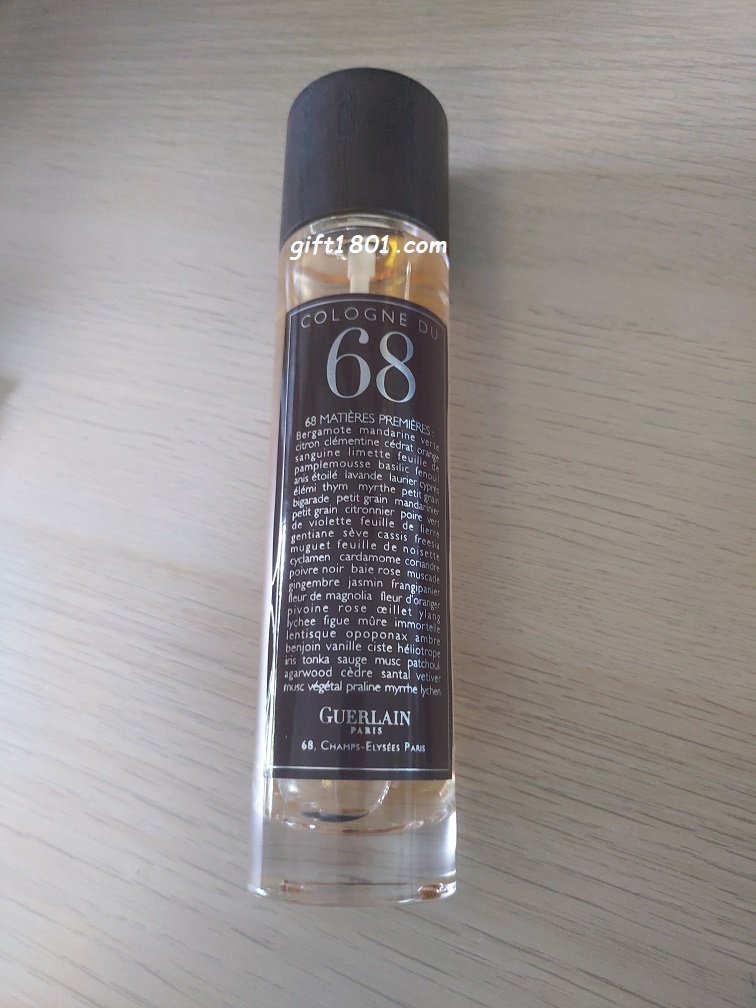 gift1801.com
COLOGNE DU
68
68 MATIÈRES PREMIÈRES:
Bergamote mandarine verte
citron clémentine cédrat orange
sanguine limette feuille de
pamplemousse basilic fenouil
anis étoilé lavande laurier cyprès
élémi thym myrthe petit grain
bigarade petit grain mandarinier
petit grain citronnier poire vert
de violette feuille de lierre
gentiane sève cassis freesia
muguet feuille de noisette
cyclamen cardamome coriandre
poivre noir baie rose muscade
gingembre jasmin frangipanier
fleur de magnolia fleur d'oranger
pivoine rose œillet ylang
lychee figue mûre immortelle
lentisque opoponax ambre
benjoin vanille ciste héliotrope
iris tonka sauge musc patchouli
agarwood cèdre santal vetiver
musc végétal praline myrrhe lychen
GUERLAIN
PARIS
68, CHAMPS-ELYSÉES PARIS